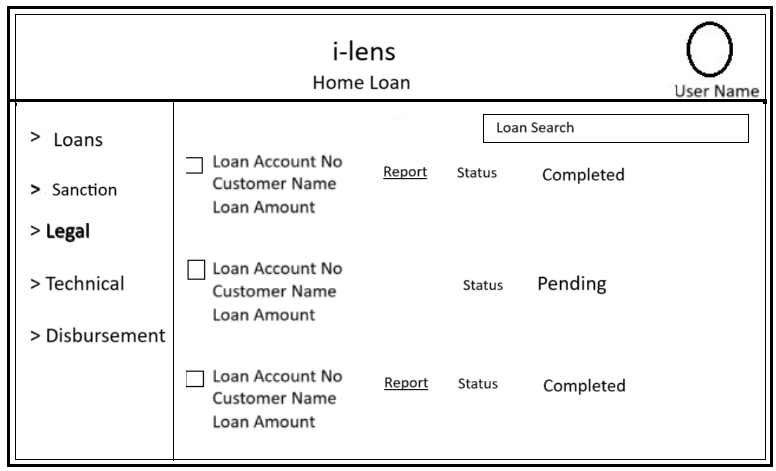 i-lens
Home Loan
User Name
> Loans
> Sanction
> Legal
> Technical
> Disbursement
Loan Search
Loan Account No
Customer Name
Loan Amount
Report Status Completed
Loan Account No
Customer Name
Loan Amount
Status Pending
Loan Account No
Customer Name
Loan Amount
Report Status Completed